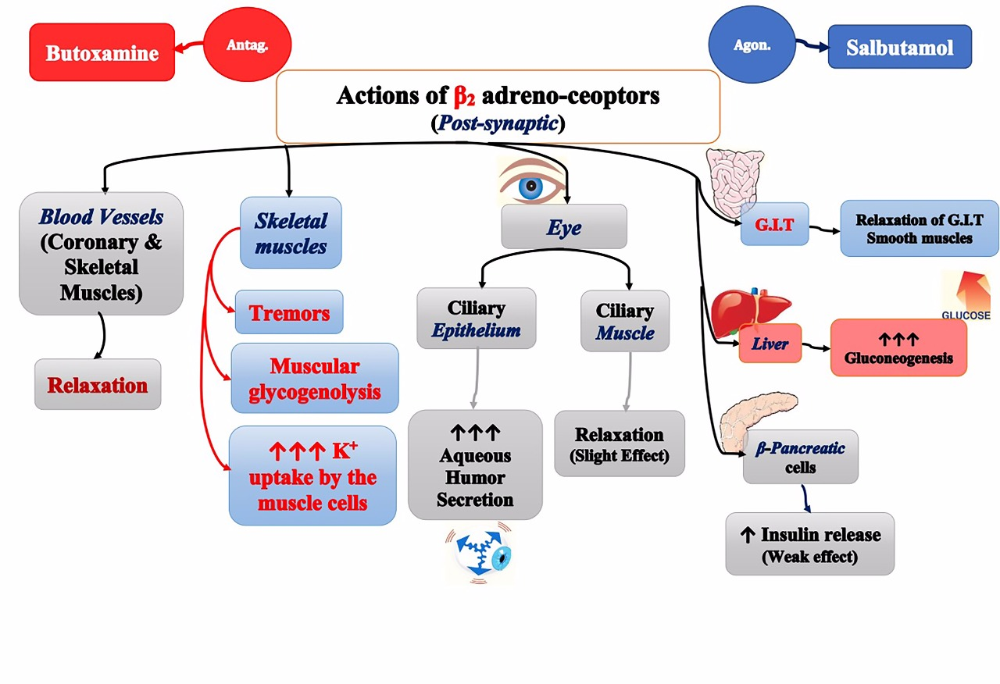 Butoxamine
Antag.
Agon.
Salbutamol
Actions of β₂ adreno-ceoptors
(Post-synaptic)
Blood Vessels
(Coronary &
Skeletal
Muscles)
Relaxation
Skeletal
muscles
Tremors
Muscular
glycogenolysis
↑↑↑ K⁺
uptake by the
muscle cells
Eye
Ciliary
Epithelium
↑↑↑
Aqueous
Humor
Secretion
Ciliary
Muscle
Relaxation
(Slight Effect)
G.I.T
Relaxation of G.I.T
Smooth muscles
GLUCOSE
Liver
↑↑↑
Gluconeogenesis
β-Pancreatic
cells
↑ Insulin release
(Weak effect)